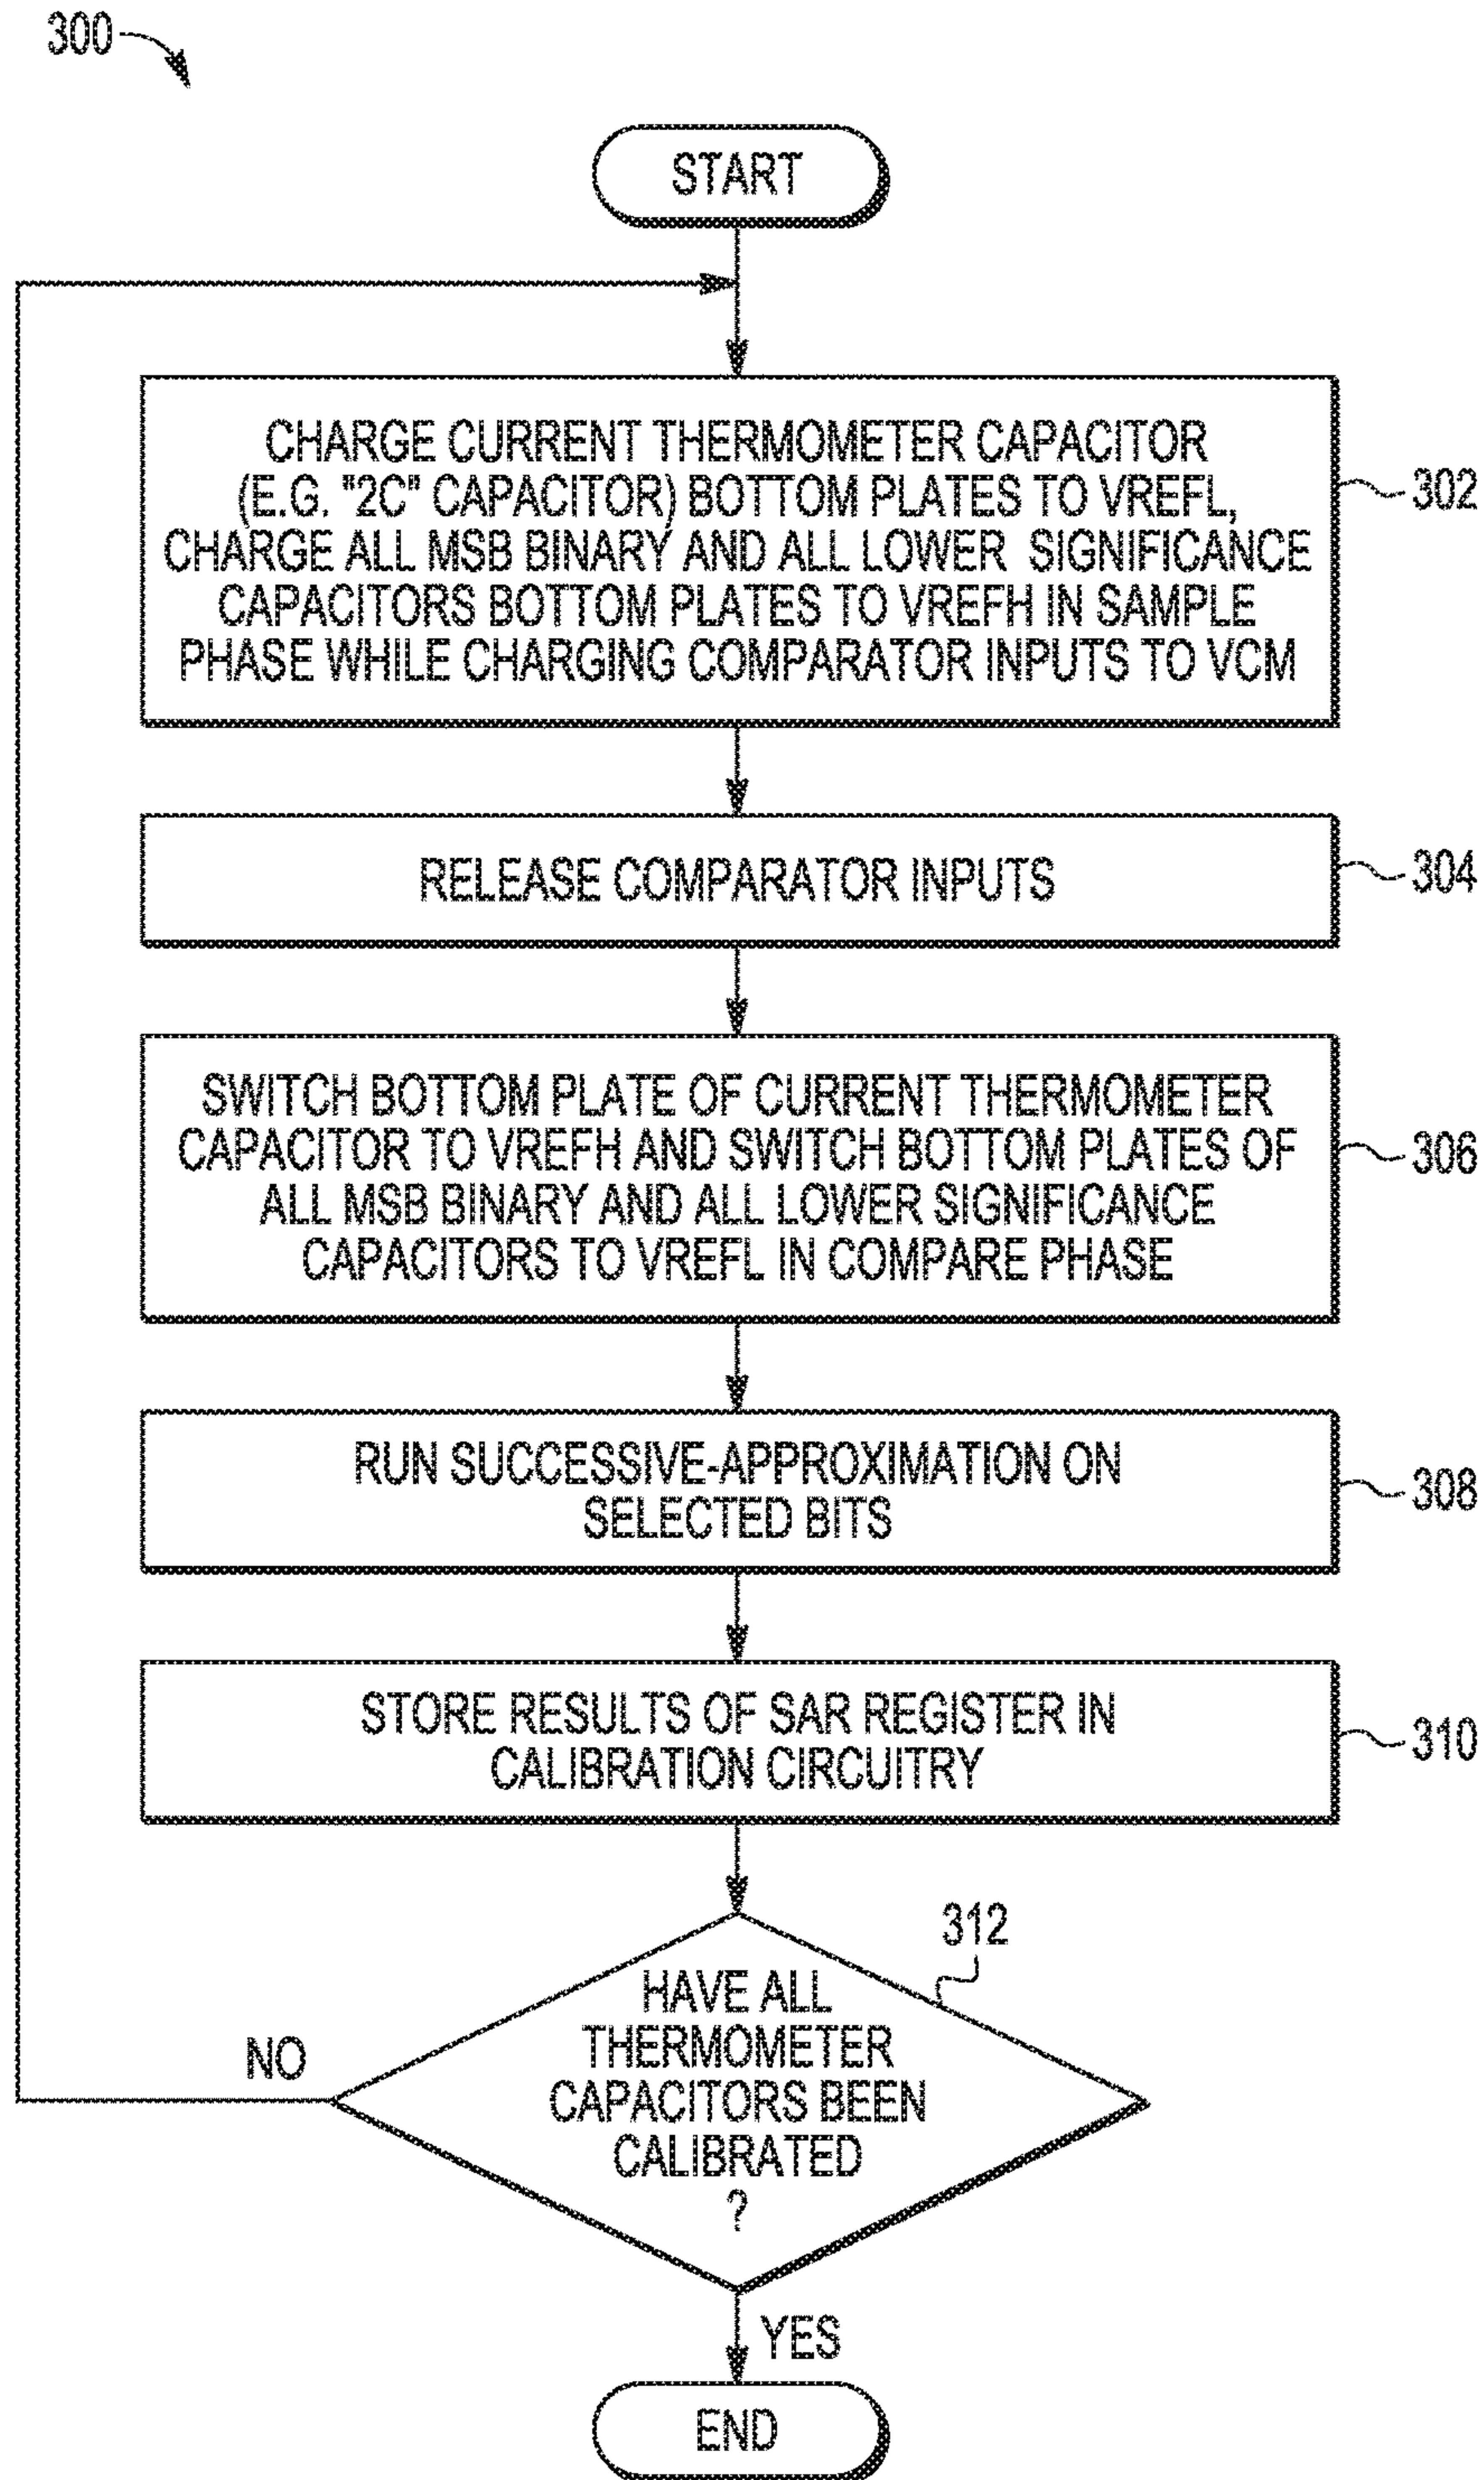 300
START
CHARGE CURRENT THERMOMETER CAPACITOR
(E.G. "2C" CAPACITOR) BOTTOM PLATES TO VREFL,
CHARGE ALL MSB BINARY AND ALL LOWER SIGNIFICANCE
CAPACITORS BOTTOM PLATES TO VREFH IN SAMPLE
PHASE WHILE CHARGING COMPARATOR INPUTS TO VCM
302
RELEASE COMPARATOR INPUTS
304
SWITCH BOTTOM PLATE OF CURRENT THERMOMETER
CAPACITOR TO VREFH AND SWITCH BOTTOM PLATES OF
ALL MSB BINARY AND ALL LOWER SIGNIFICANCE
CAPACITORS TO VREFL IN COMPARE PHASE
306
RUN SUCCESSIVE-APPROXIMATION ON
SELECTED BITS
308
STORE RESULTS OF SAR REGISTER IN
CALIBRATION CIRCUITRY
310
312
HAVE ALL
THERMOMETER
CAPACITORS BEEN
CALIBRATED
?
NO
YES
END